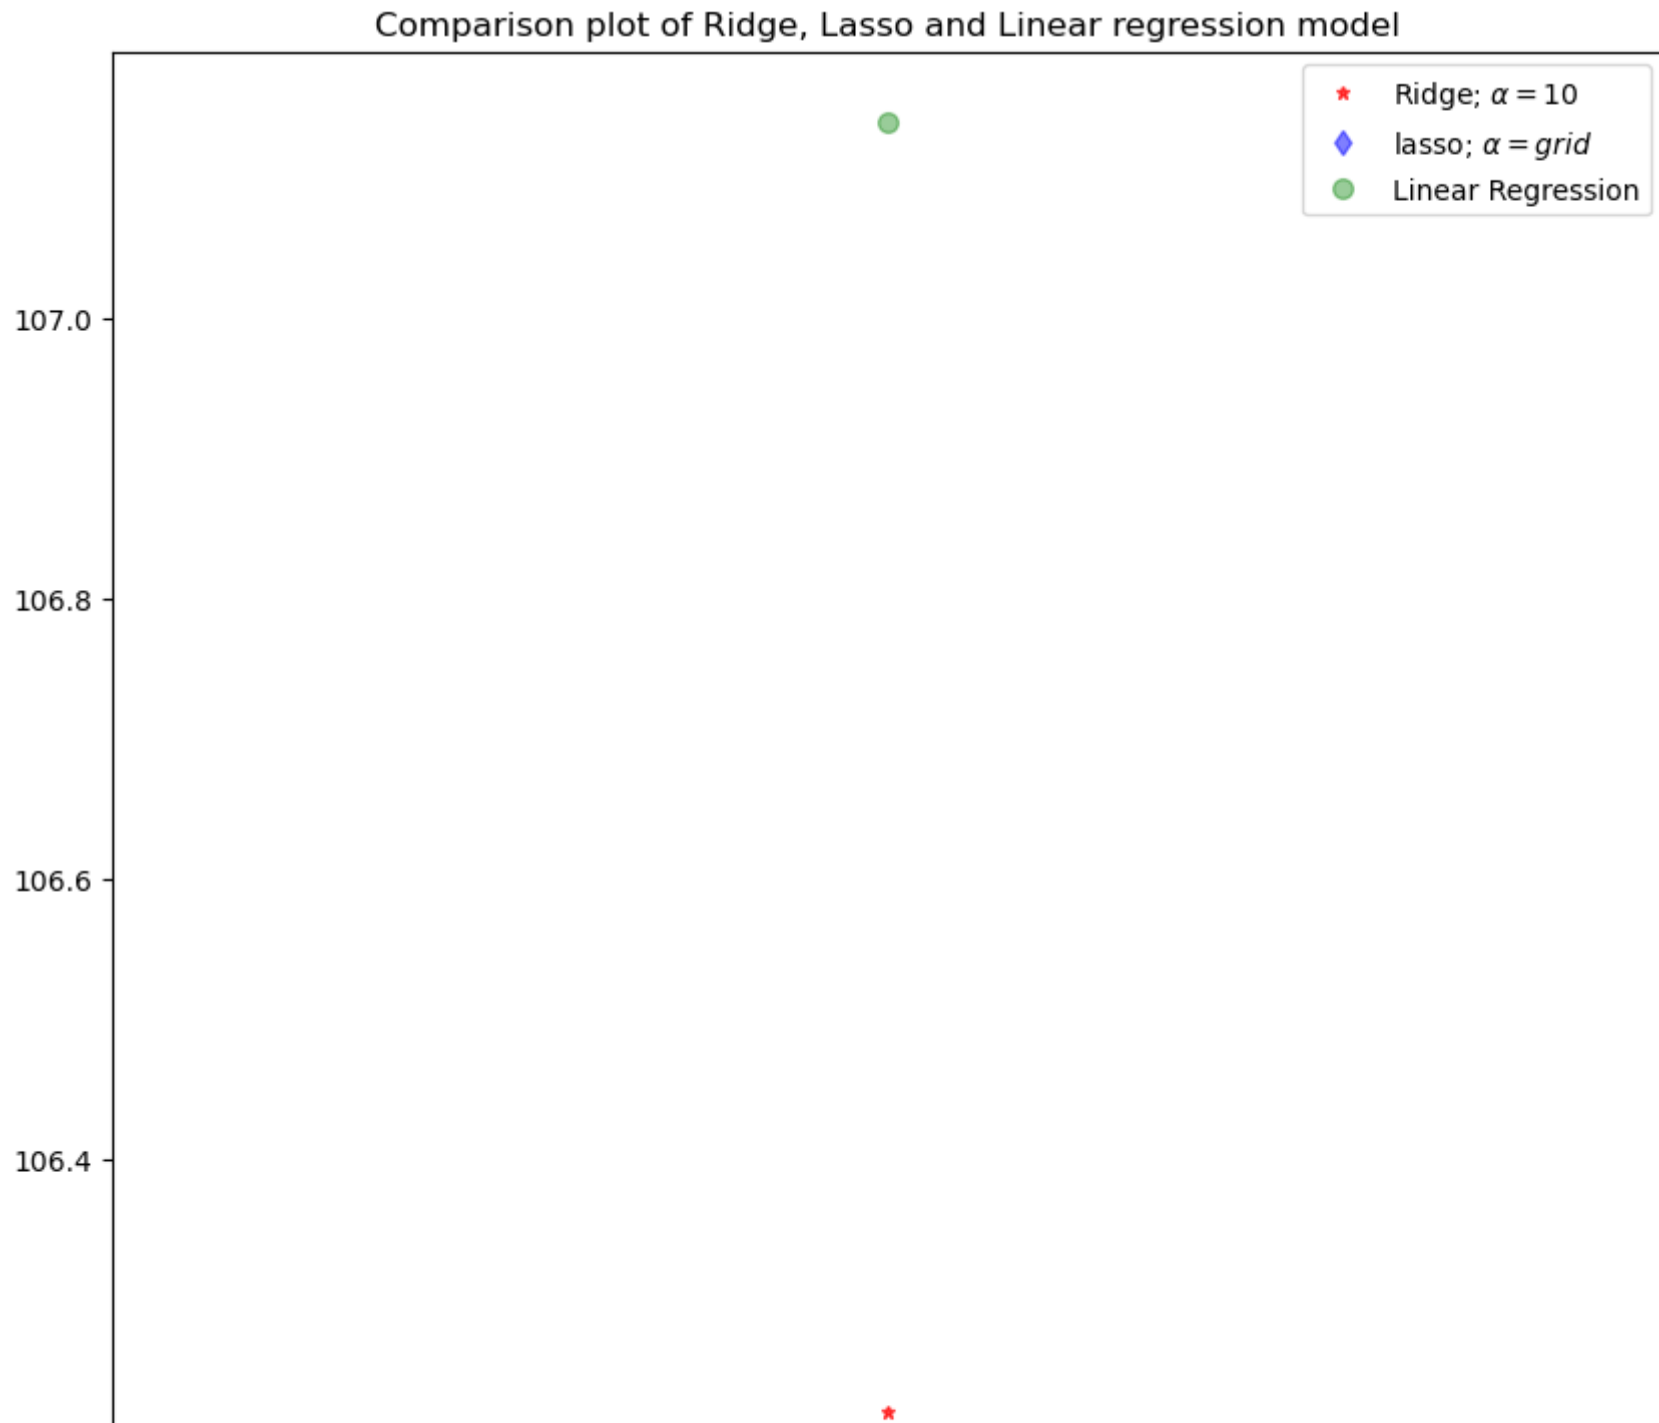 Comparison plot of Ridge, Lasso and Linear regression model
Ridge; α = 10
lasso; α = grid
Linear Regression
107.0
106.8
106.6
106.4